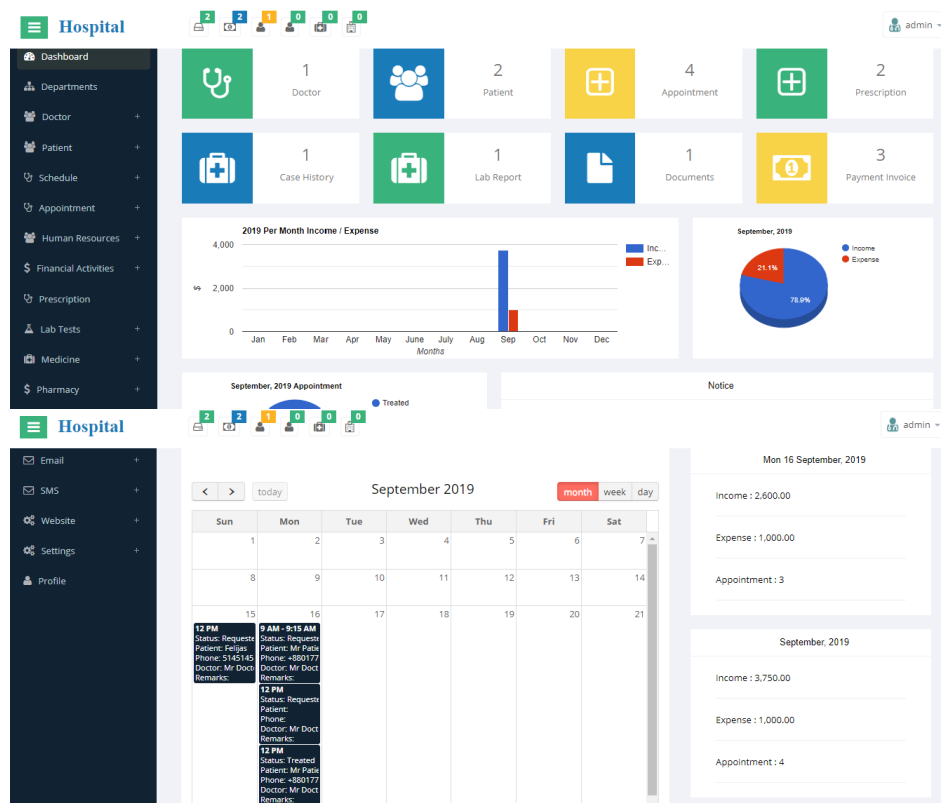 Hospital
2 2 1 0 0 0
admin
Dashboard
Departments
Doctor +
Patient +
Schedule +
Appointment +
Human Resources +
$ Financial Activities +
Prescription
Lab Tests +
Medicine +
$ Pharmacy +
1
Doctor
2
Patient
4
Appointment
2
Prescription
1
Case History
1
Lab Report
1
Documents
3
Payment Invoice
2019 Per Month Income / Expense
4,000
2,000
0
$
Jan Feb Mar Apr May June July Aug Sep Oct Nov Dec
Months
Inc...
Exp...
September, 2019
21.1%
78.9%
Income
Expense
September, 2019 Appointment
Treated
Notice
Hospital
2 2 1 0 0 0
admin
Email +
SMS +
Website +
Settings +
Profile
< > today
September 2019
month week day
Sun Mon Tue Wed Thu Fri Sat
1 2 3 4 5 6 7
8 9 10 11 12 13 14
15 16 17 18 19 20 21
12 PM
Status: Requeste
Patient: Felijas
Phone: 5145145
Doctor: Mr Doct
Remarks:
9 AM - 9:15 AM
Status: Requeste
Patient: Mr Patie
Phone: +880177
Doctor: Mr Doct
Remarks:
12 PM
Status: Requeste
Patient:
Phone:
Doctor: Mr Doct
Remarks:
12 PM
Status: Treated
Patient: Mr Patie
Phone: +880177
Doctor: Mr Doct
Remarks:
Mon 16 September, 2019
Income : 2,600.00
Expense : 1,000.00
Appointment : 3
September, 2019
Income : 3,750.00
Expense : 1,000.00
Appointment : 4